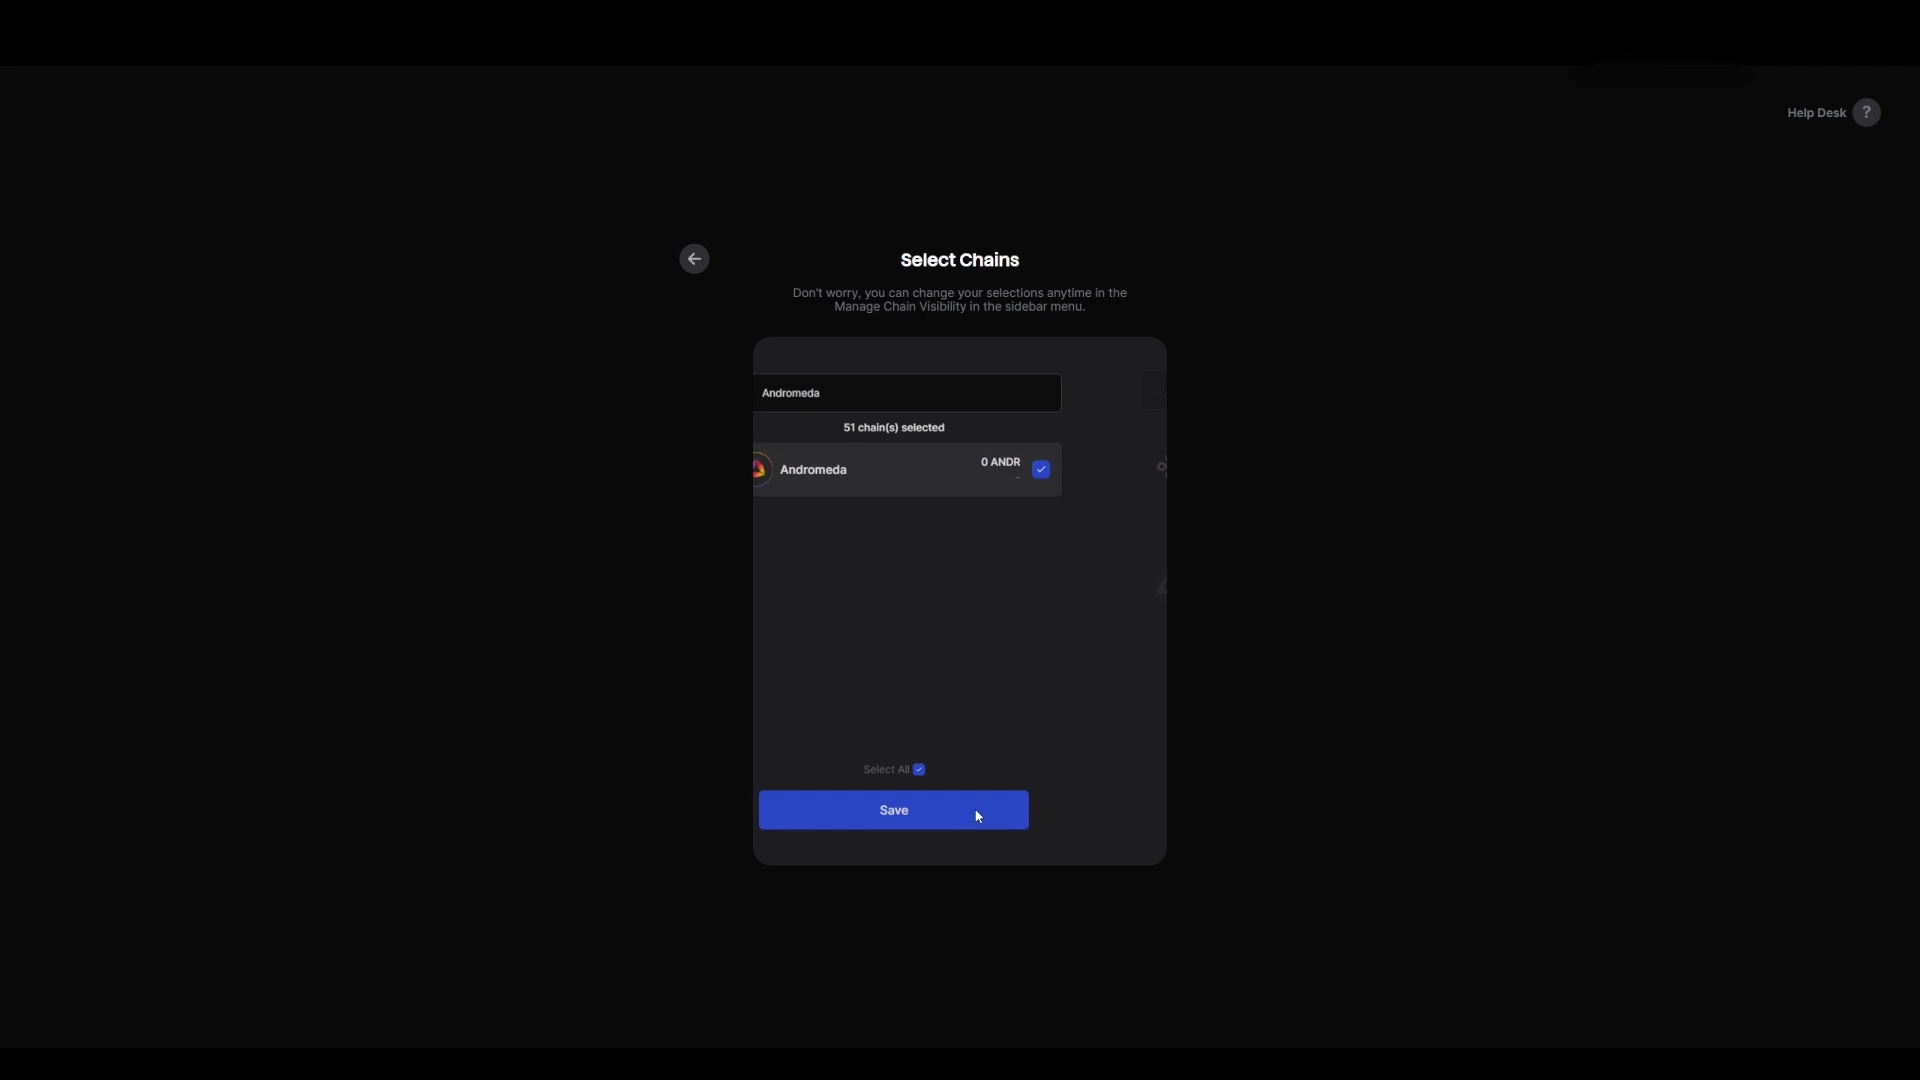 Help Desk ?
Select Chains
Don't worry, you can change your selections anytime in the
Manage Chain Visibility in the sidebar menu.
Andromeda
51 chain(s) selected
Andromeda
0 ANDR
-
Select All
Save